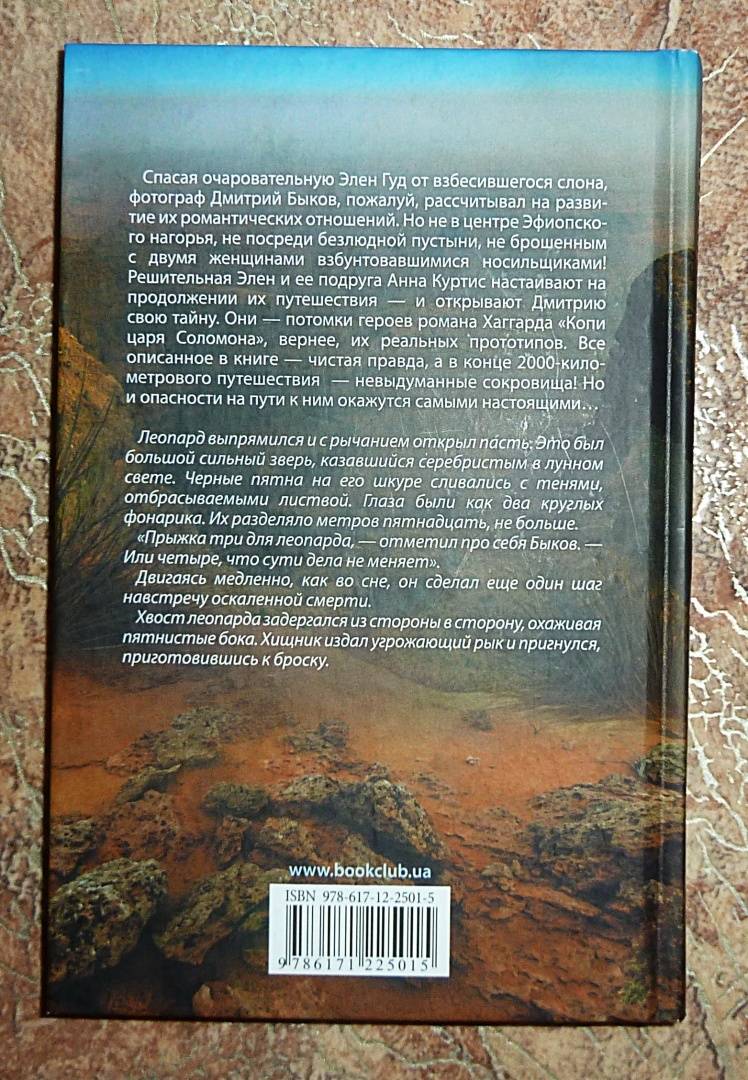 Спасая очаровательную Элен Гуд от взбесившегося слона,
фотограф Дмитрий Быков, пожалуй, рассчитывал на разви-
тие их романтических отношений. Но не в центре Эфиопско-
го нагорья, не посреди безлюдной пустыни, не брошенным
с двумя женщинами взбунтовавшимися носильщиками!
Решительная Элен и ее подруга Анна Куртис настаивают на
продолжении их путешествия — и открывают Дмитрию
свою тайну. Они — потомки героев романа Хаггарда «Копи
царя Соломона», вернее, их реальных прототипов. Все
описанное в книге — чистая правда, а в конце 2000-кило-
метрового путешествия — невыдуманные сокровища! Но
и опасности на пути к ним окажутся самыми настоящими…
Леопард выпрямился и с рычанием открыл пасть. Это был
большой сильный зверь, казавшийся серебристым в лунном
свете. Черные пятна на его шкуре сливались с тенями,
отбрасываемыми листвой. Глаза были как два круглых
фонарика. Их разделяло метров пятнадцать, не больше.
«Прыжка три для леопарда, — отметил про себя Быков. —
Или четыре, что сути дела не меняет».
Двигаясь медленно, как во сне, он сделал еще один шаг
навстречу оскаленной смерти.
Хвост леопарда задергался из стороны в сторону, охаживая
пятнистые бока. Хищник издал угрожающий рык и пригнулся,
приготовившись к броску.
www.bookclub.ua
ISBN 978-617-12-2501-5
9 786171 225015